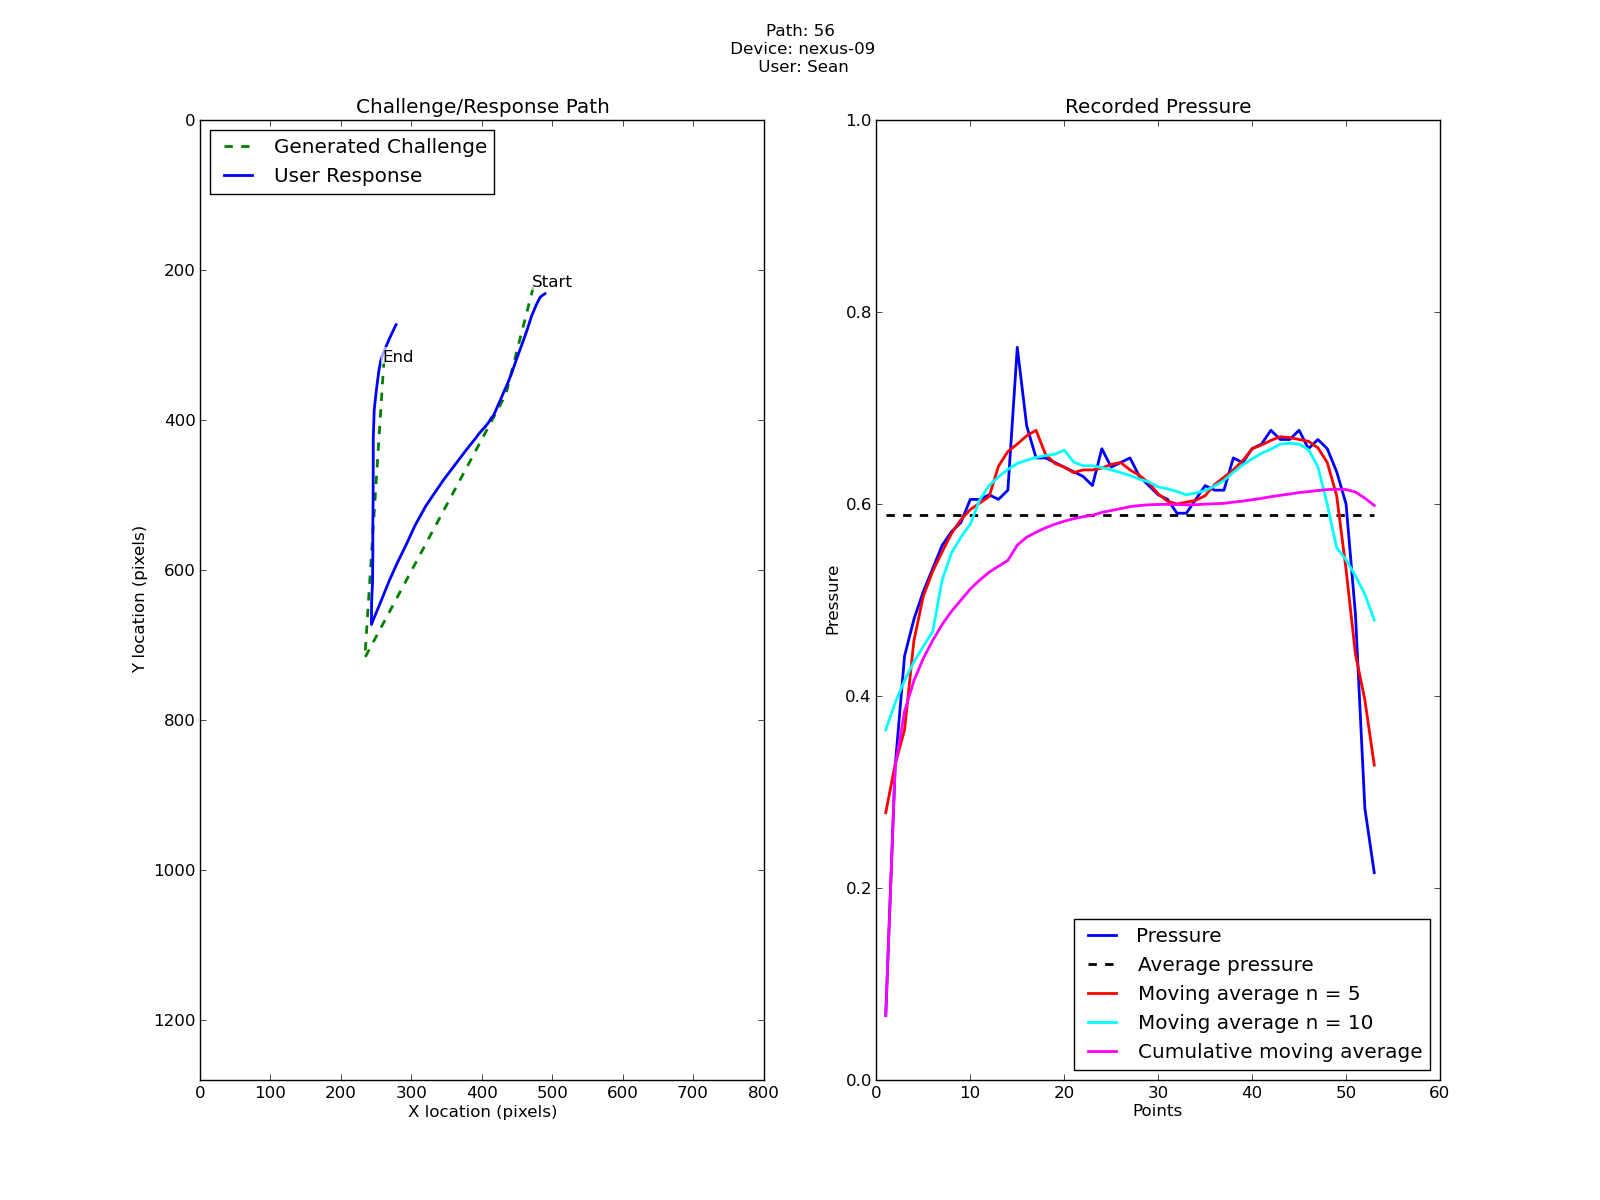 Path: 56
Device: nexus-09
User: Sean
Challenge/Response Path
Generated Challenge
User Response
Start
End
0
200
400
600
800
1000
1200
Y location (pixels)
0 100 200 300 400 500 600 700 800
X location (pixels)
Recorded Pressure
1.0
0.8
0.6
0.4
0.2
0.0
Pressure
Pressure
Average pressure
Moving average n = 5
Moving average n = 10
Cumulative moving average
0 10 20 30 40 50 60
Points